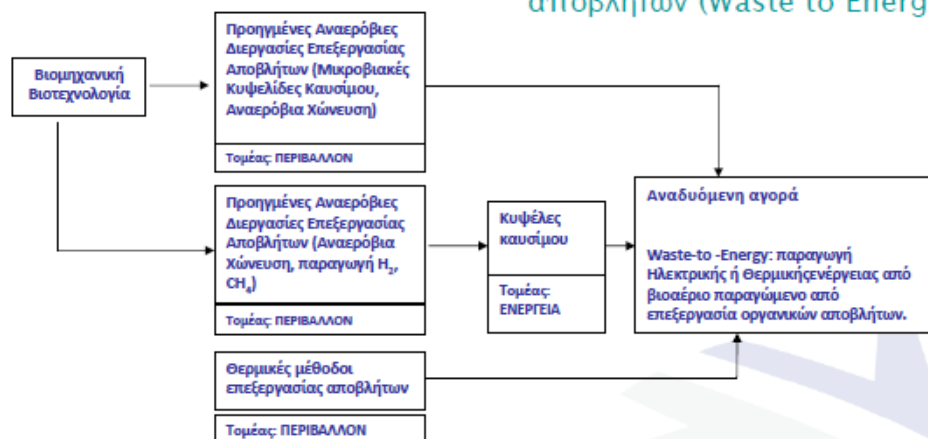 αποβλήτων (Waste to Energ
Βιομηχανική
Βιοτεχνολογία
Προηγμένες Αναερόβιες
Διεργασίες Επεξεργασίας
Αποβλήτων (Μικροβιακές
Κυψελίδες Καυσίμου,
Αναερόβια Χώνευση)
Τομέας: ΠΕΡΙΒΑΛΛΟΝ
Προηγμένες Αναερόβιες
Διεργασίες Επεξεργασίας
Αποβλήτων (Αναερόβια
Χώνευση, παραγωγή H₂,
CH₄)
Τομέας: ΠΕΡΙΒΑΛΛΟΝ
Κυψέλες
καυσίμου
Τομέας:
ΕΝΕΡΓΕΙΑ
Αναδυόμενη αγορά
Waste-to -Energy: παραγωγή
Ηλεκτρικής ή Θερμικήςενέργειας από
βιοαέριο παραγώμενο από
επεξεργασία οργανικών αποβλήτων.
Θερμικές μέθοδοι
επεξεργασίας αποβλήτων
Τομέας: ΠΕΡΙΒΑΛΛΟΝ